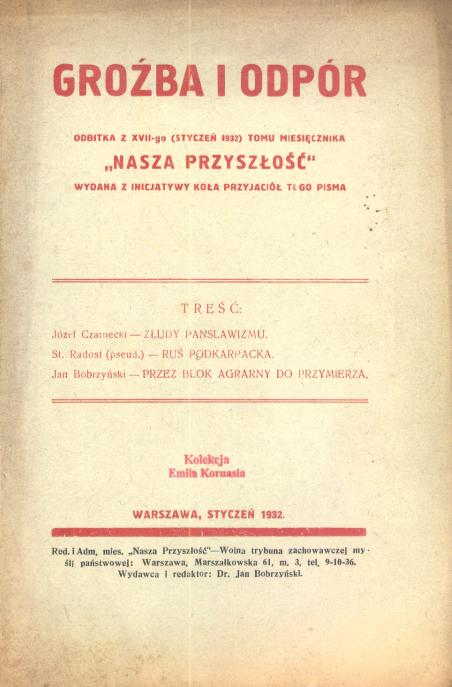 GROŹBA I ODPÓR
ODBITKA Z XVII-go (STYCZEŃ 1932) TOMU MIESIĘCZNIKA
„NASZA PRZYSZŁOŚĆ“
WYDANA Z INICJATYWY KOŁA PRZYJACIÓŁ TEGO PISMA
TREŚĆ:
Józef Czarnecki — ZŁUDY PANSLAWIZMU.
St. Radost (pseud.) — RUŚ PODKARPACKA.
Jan Bobrzyński — PRZEZ BLOK AGRARNY DO PRZYMIERZA.
Kolekcja
Emila Kornasia
WARSZAWA, STYCZEŃ 1932.
Red. i Adm, mies. „Nasza Przyszłość“—Wolna trybuna zachowawczej my-
śli państwowej: Warszawa, Marszałkowska 61, m. 3, tel. 9-10-36.
Wydawca i redaktor: Dr. Jan Bobrzyński.